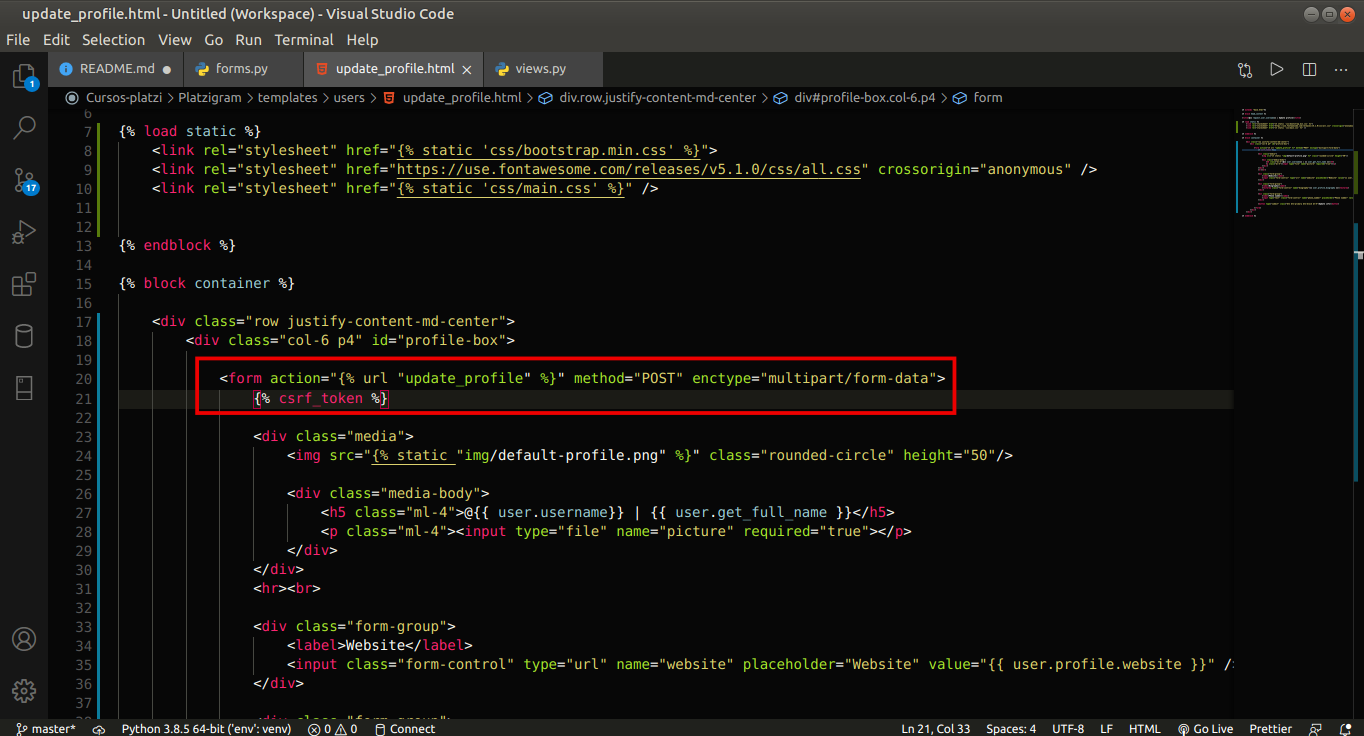 update_profile.html - Untitled (Workspace) - Visual Studio Code
File Edit Selection View Go Run Terminal Help
README.md forms.py update_profile.html views.py
Cursos-platzi > Platzigram > templates > users > update_profile.html > div.row.justify-content-md-center > div#profile-box.col-6.p4 > form
6
7 {% load static %}
8 <link rel="stylesheet" href="{% static 'css/bootstrap.min.css' %}">
9 <link rel="stylesheet" href="https://use.fontawesome.com/releases/v5.1.0/css/all.css" crossorigin="anonymous" />
10 <link rel="stylesheet" href="{% static 'css/main.css' %}" />
11
12
13 {% endblock %}
14
15 {% block container %}
16
17 <div class="row justify-content-md-center">
18 <div class="col-6 p4" id="profile-box">
19
20 <form action="{% url "update_profile" %}" method="POST" enctype="multipart/form-data">
21 {% csrf_token %}
22
23 <div class="media">
24 <img src="{% static "img/default-profile.png" %}" class="rounded-circle" height="50"/>
25
26 <div class="media-body">
27 <h5 class="ml-4">@{{ user.username}} | {{ user.get_full_name }}</h5>
28 <p class="ml-4"><input type="file" name="picture" required="true"></p>
29 </div>
30 </div>
31 <hr><br>
32
33 <div class="form-group">
34 <label>Website</label>
35 <input class="form-control" type="url" name="website" placeholder="Website" value="{{ user.profile.website }}" />
36 </div>
37
38 <div class="form-group">
1
17
master* Python 3.8.5 64-bit ('env': venv) 0 0 Connect Ln 21, Col 33 Spaces: 4 UTF-8 LF HTML Go Live Prettier